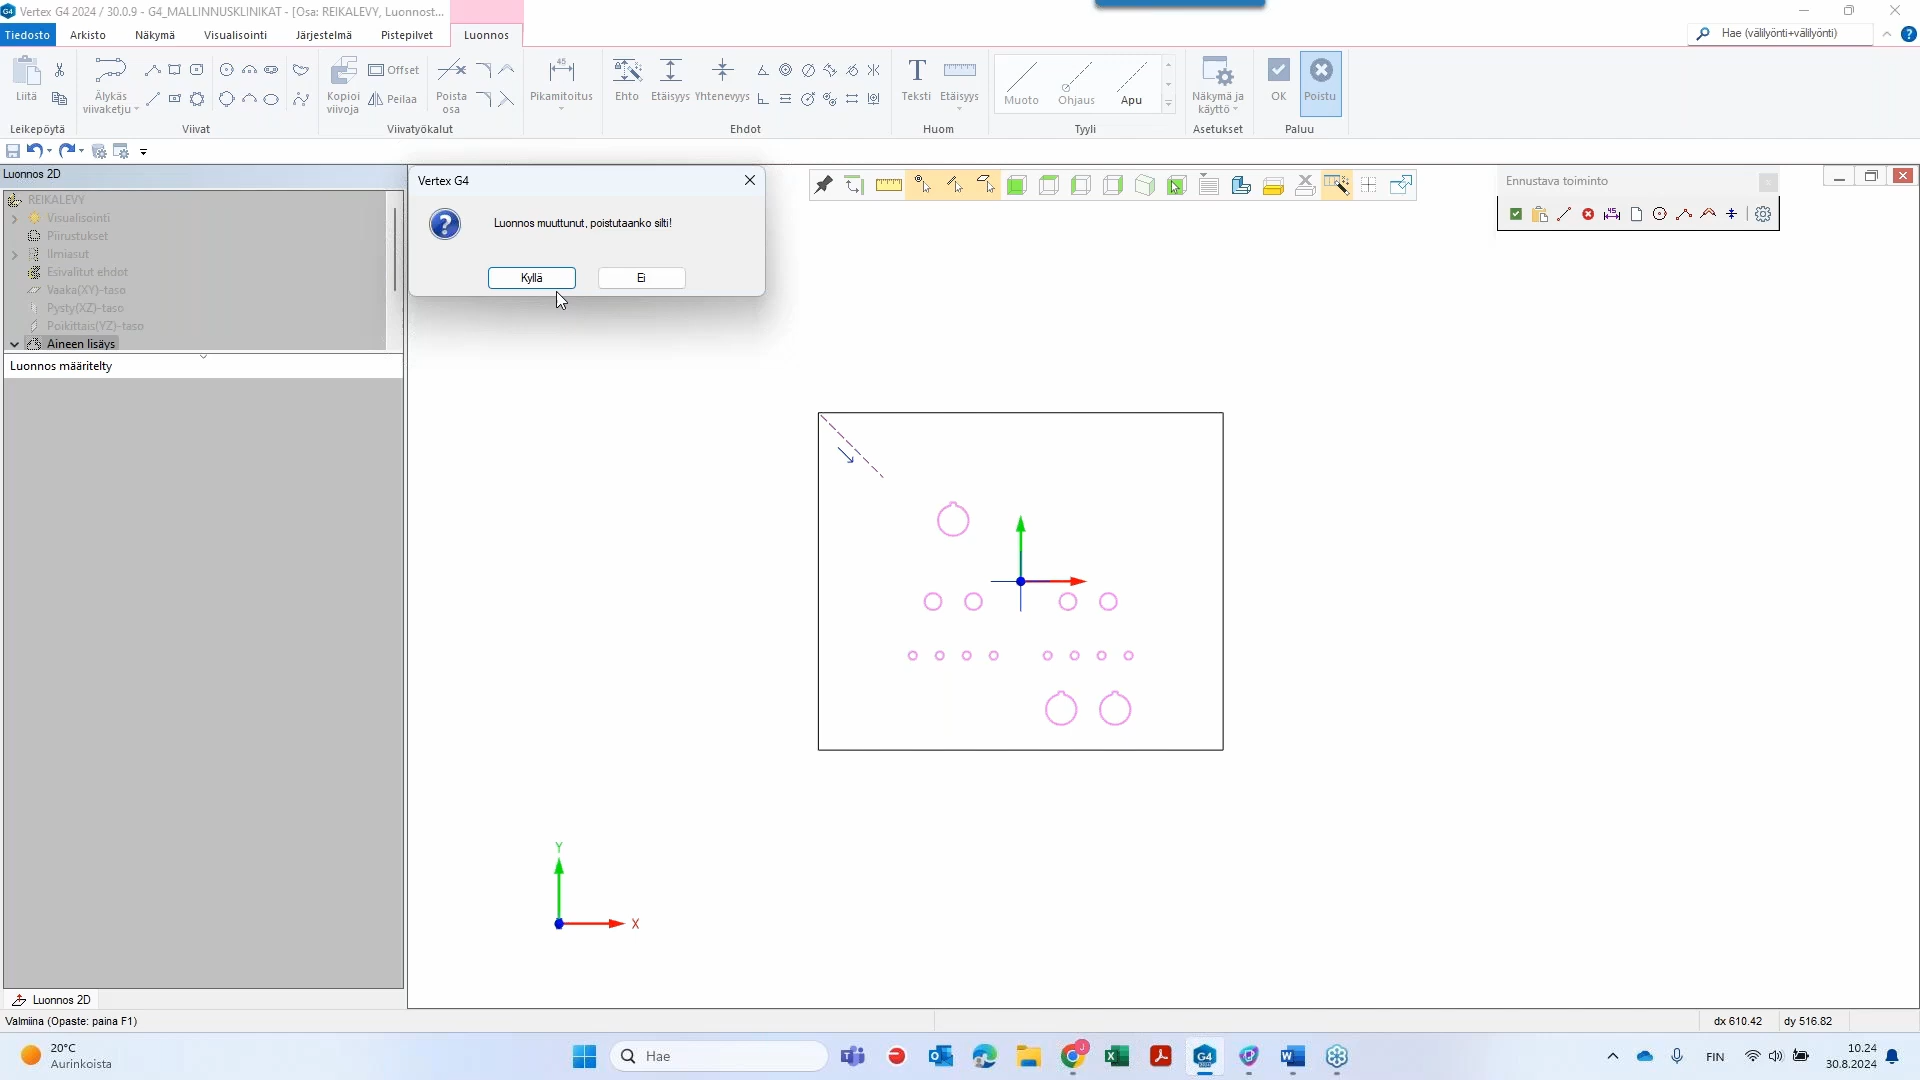 Vertex G4 2024 / 30.0.9 - G4_MALLINNUSKLINIKAT - [Osa: REIKALEVY, Luonnost...
Tiedosto Arkisto Näkymä Visualisointi Järjestelmä Pistepilvet Luonnos
Hae (välilyönti+välilyönti)
Liitä
Älykäs viivaketju
Kopioi viivoja
Offset
Peilaa
Poista osa
45
Pikamitoitus
Ehto
Etäisyys
Yhtenevyys
Teksti
Etäisyys
Muoto
Ohjaus
Apu
Näkymä ja käyttö
OK
Poistu
Leikepöytä
Viivat
Viivatyökalut
Ehdot
Huom
Tyyli
Asetukset
Paluu
Luonnos 2D
REIKALEVY
Visualisointi
Piirustukset
Ilmiasut
Esivalitut ehdot
Vaaka(XY)-taso
Pysty(XZ)-taso
Poikittais(YZ)-taso
Aineen lisäys
Luonnos määritelty
Vertex G4
Luonnos muuttunut, poistutaanko silti!
Kyllä
Ei
Ennustava toiminto
Y
X
Luonnos 2D
Valmiina (Opaste: paina F1)
dx 610.42
dy 516.82
20°C
Aurinkoista
Hae
FIN
10.24
30.8.2024